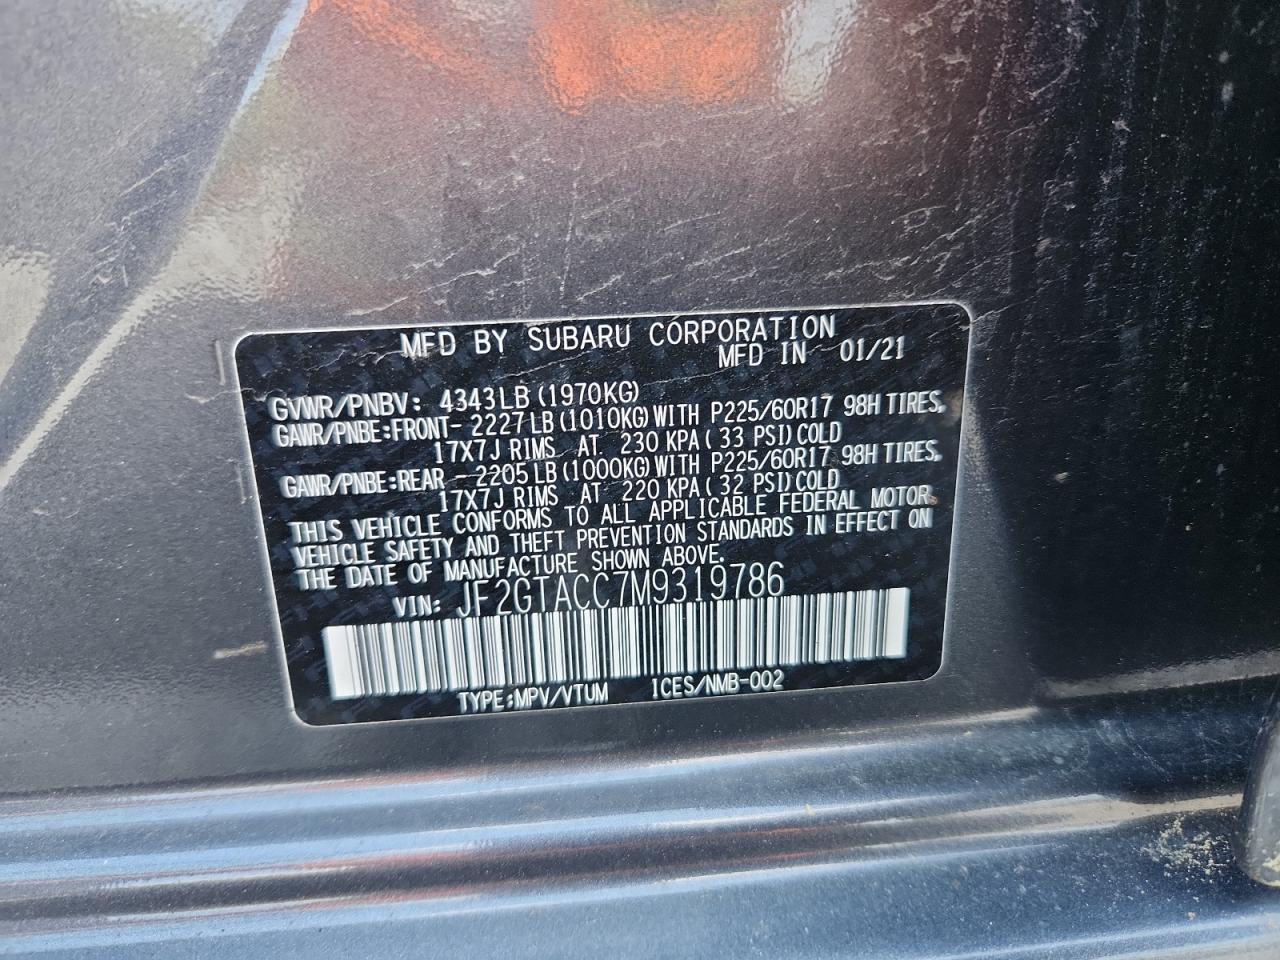 MFD BY SUBARU CORPORATION
MFD IN 01/21
GVWR/PNBV: 4343LB (1970KG)
GAWR/PNBE:FRONT- 2227LB (1010KG) WITH P225/60R17 98H TIRES,
17X7J RIMS AT 230 KPA ( 33 PSI) COLD
GAWR/PNBE:REAR -2205LB (1000KG) WITH P225/60R17 98H TIRES,
17X7J RIMS AT 220 KPA ( 32 PSI) COLD
THIS VEHICLE CONFORMS TO ALL APPLICABLE FEDERAL MOTOR
VEHICLE SAFETY AND THEFT PREVENTION STANDARDS IN EFFECT ON
THE DATE OF MANUFACTURE SHOWN ABOVE.
VIN: JF2GTACC7M9319786
TYPE:MPV/VTUM ICES/NMB-002